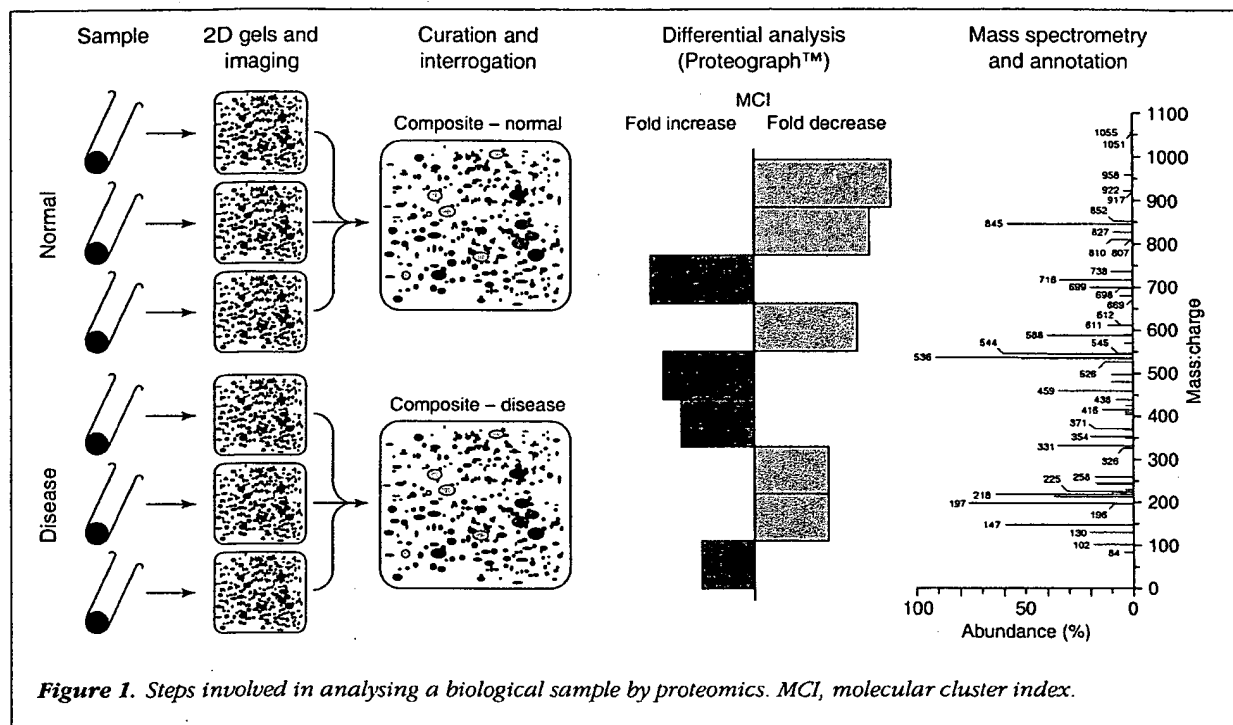 Sample
2D gels and
imaging
Curation and
interrogation
Differential analysis
(Proteograph™)
Mass spectrometry
and annotation
Normal
Disease
Composite – normal
Composite – disease
MCI
Fold increase
Fold decrease
1100
1000
900
800
700
600
500
400
300
200
100
0
Mass:charge
1055
1051
958
922
917
852
845
827
810
807
738
716
699
698
669
612
611
588
545
544
536
526
459
438
416
371
354
331
326
258
225
218
197
196
147
130
102
84
100
50
0
Abundance (%)
Figure 1. Steps involved in analysing a biological sample by proteomics. MCI, molecular cluster index.